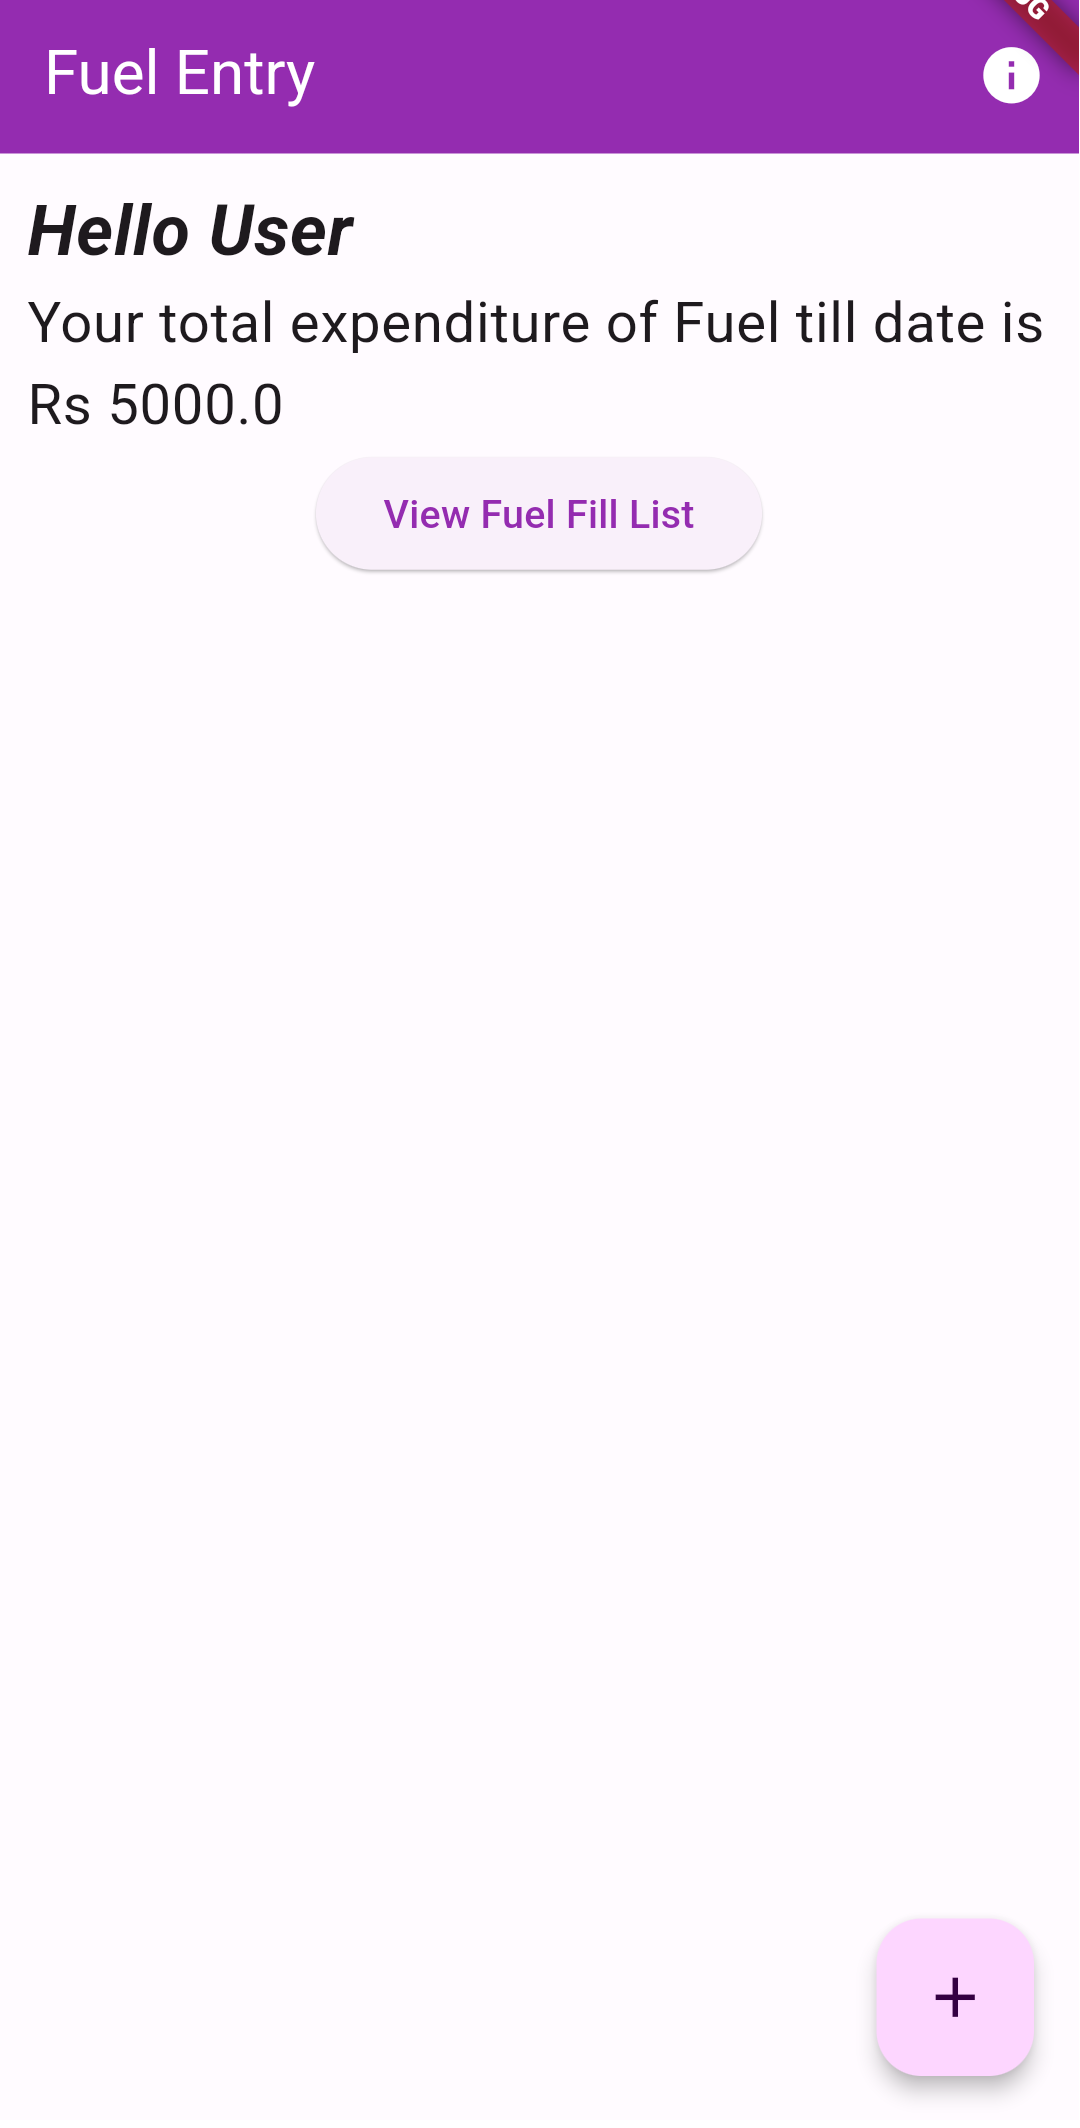 Fuel Entry
Hello User
Your total expenditure of Fuel till date is
Rs 5000.0
View Fuel Fill List